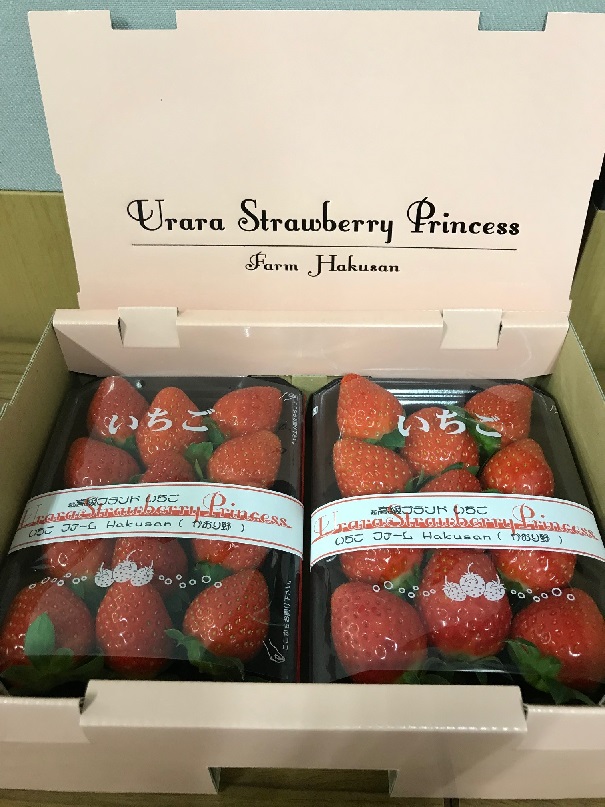 Urara Strawberry Princess
Farm Hakusan
いちご
超高級ブランド いちご
Urara Strawberry Princess
いちご ファーム Hakusan( かおり野 )
いちご
超高級ブランド いちご
Urara Strawberry Princess
いちご ファーム Hakusan( かおり野 )